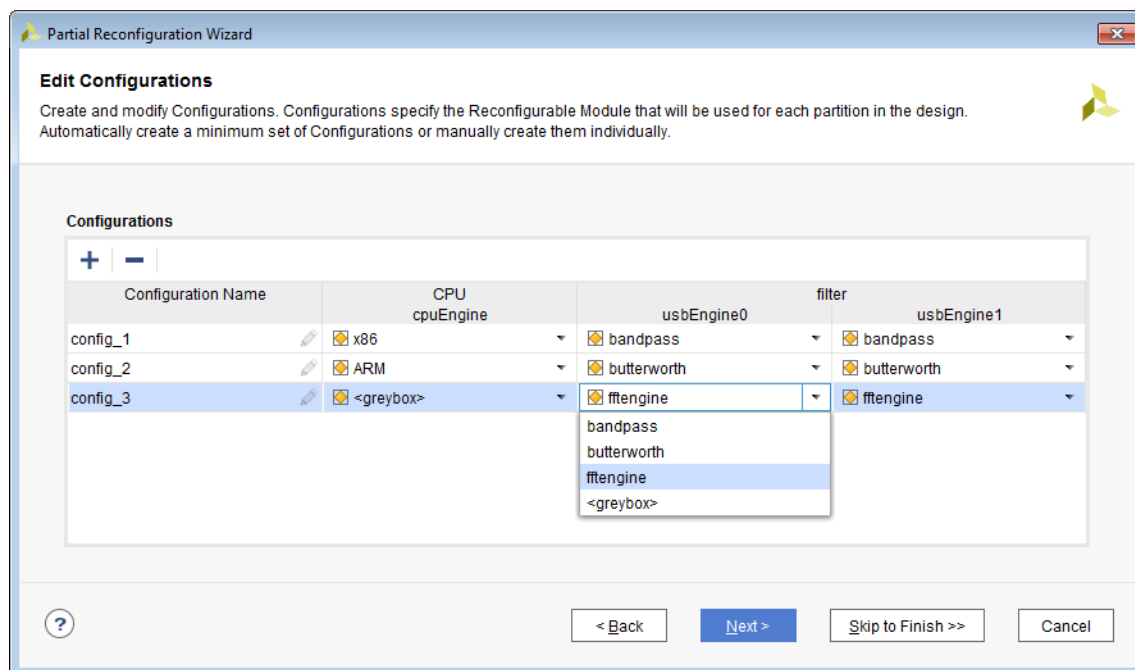 Partial Reconfiguration Wizard
Edit Configurations
Create and modify Configurations. Configurations specify the Reconfigurable Module that will be used for each partition in the design.
Automatically create a minimum set of Configurations or manually create them individually.
Configurations
Configuration Name CPU filter
cpuEngine usbEngine0 usbEngine1
config_1 x86 bandpass bandpass
config_2 ARM butterworth butterworth
config_3 <greybox> fftengine fftengine
bandpass
butterworth
fftengine
<greybox>
? < Back Next > Skip to Finish >> Cancel